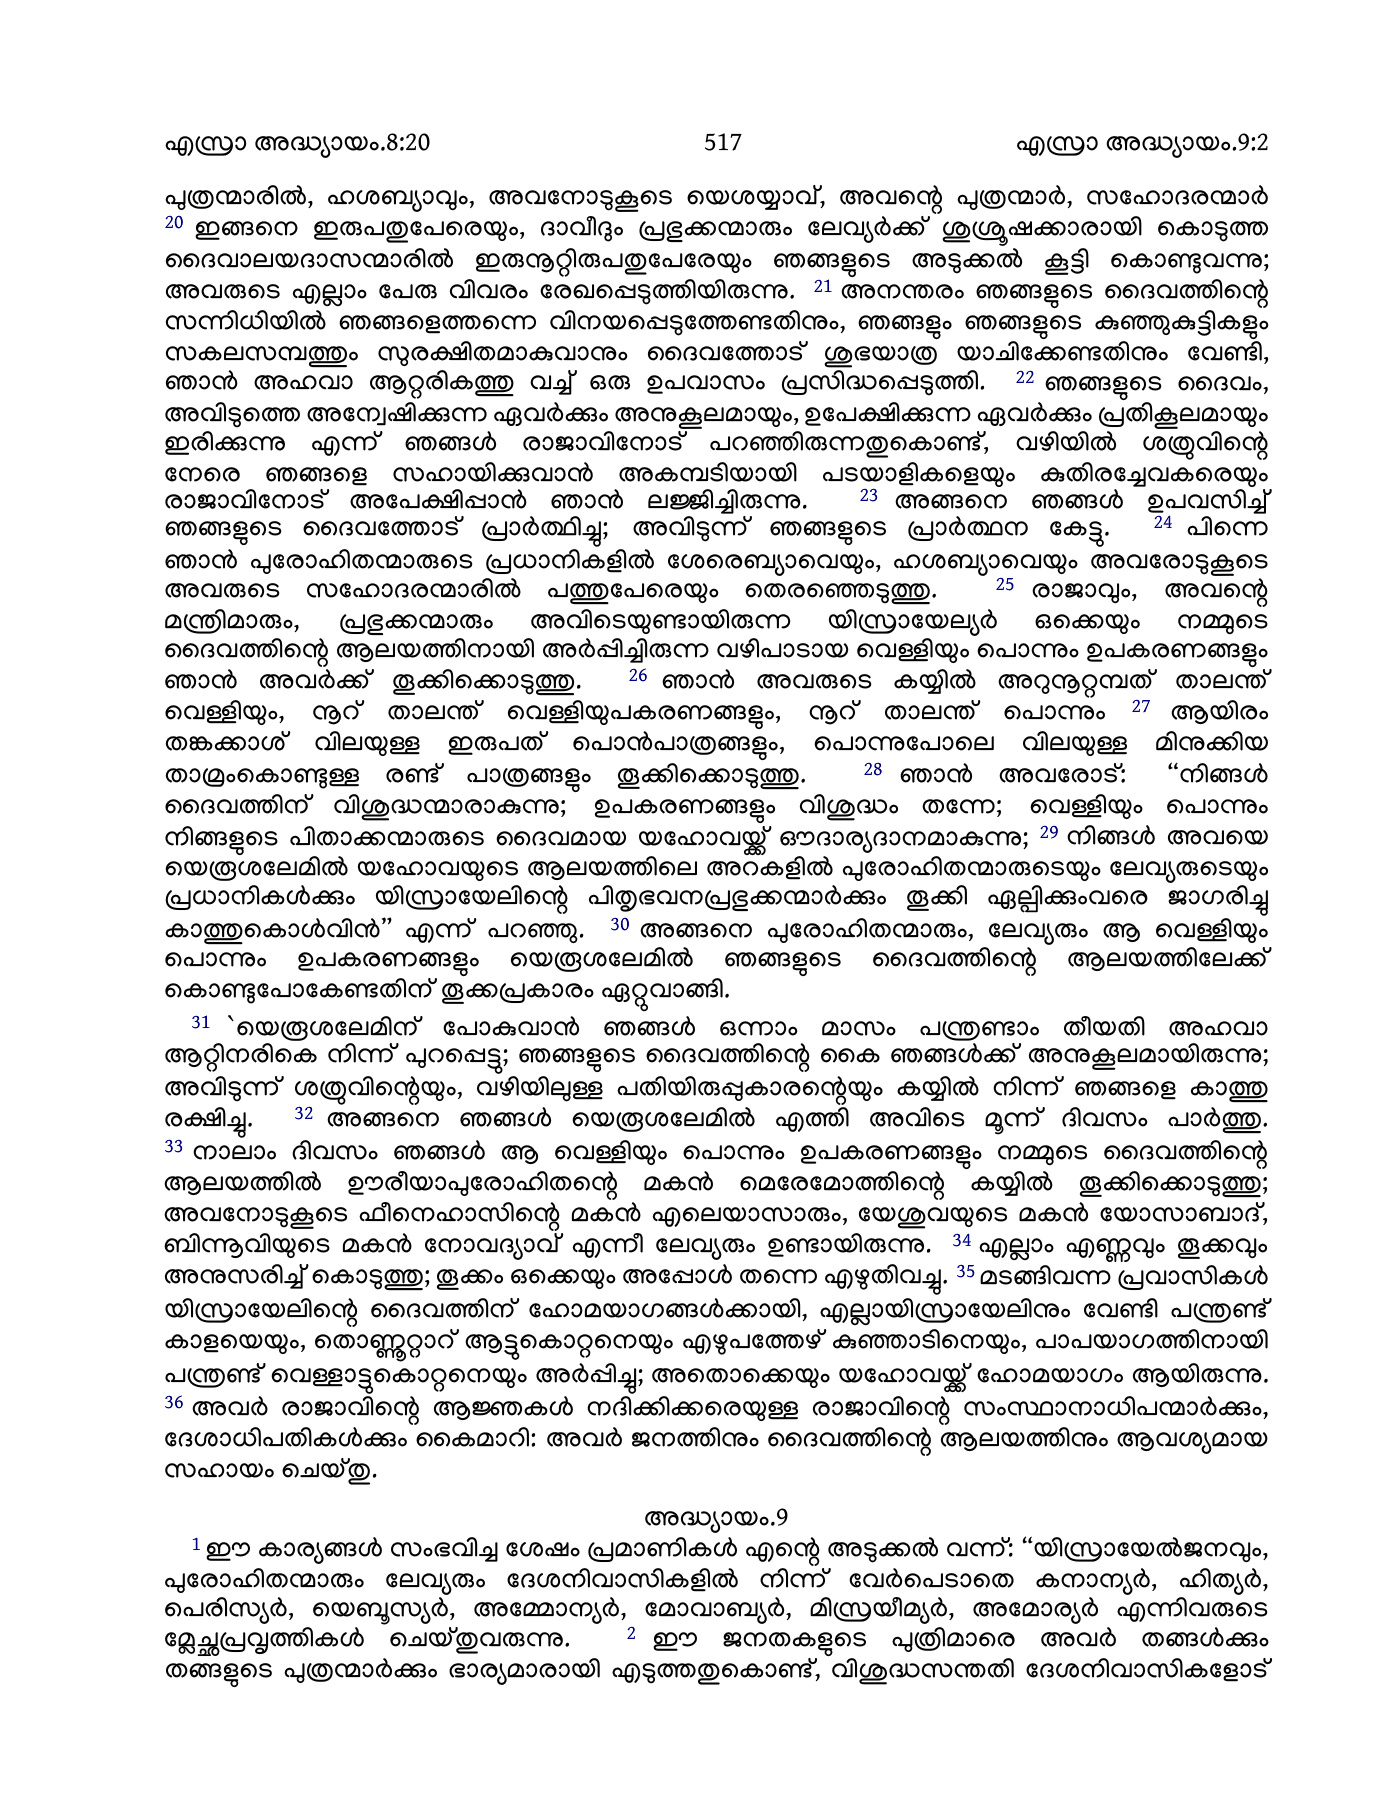 എസ്രാ അദ്ധ്യായം.8:20 517 എസ്രാ അദ്ധ്യായം.9:2
പുത്രന്മാരിൽ, ഹശബ്യാവും, അവനോടുകൂടെ യെശയ്യാവ്, അവന്റെ പുത്രന്മാർ, സഹോദരന്മാർ
20 ഇങ്ങനെ ഇരുപതുപേരെയും, ദാവീദും പ്രഭുക്കന്മാരും ലേവ്യർക്ക് ശുശ്രൂഷക്കാരായി കൊടുത്ത
ദൈവാലയദാസന്മാരിൽ ഇരുനൂറ്റിരുപതുപേരേയും ഞങ്ങളുടെ അടുക്കൽ കൂട്ടി കൊണ്ടുവന്നു;
അവരുടെ എല്ലാം പേരു വിവരം രേഖപ്പെടുത്തിയിരുന്നു. 21 അനന്തരം ഞങ്ങളുടെ ദൈവത്തിന്റെ
സന്നിധിയിൽ ഞങ്ങളെത്തന്നെ വിനയപ്പെടുത്തേണ്ടതിനും, ഞങ്ങളും ഞങ്ങളുടെ കുഞ്ഞുകുട്ടികളും
സകലസമ്പത്തും സുരക്ഷിതമാകുവാനും ദൈവത്തോട് ശുഭയാത്ര യാചിക്കേണ്ടതിനും വേണ്ടി,
ഞാൻ അഹവാ ആറ്റരികത്തു വച്ച് ഒരു ഉപവാസം പ്രസിദ്ധപ്പെടുത്തി. 22 ഞങ്ങളുടെ ദൈവം,
അവിടുത്തെ അന്വേഷിക്കുന്ന ഏവർക്കും അനുകൂലമായും, ഉപേക്ഷിക്കുന്ന ഏവർക്കും പ്രതികൂലമായും
ഇരിക്കുന്നു എന്ന് ഞങ്ങൾ രാജാവിനോട് പറഞ്ഞിരുന്നതുകൊണ്ട്, വഴിയിൽ ശത്രുവിന്റെ
നേരെ ഞങ്ങളെ സഹായിക്കുവാൻ അകമ്പടിയായി പടയാളികളെയും കുതിരച്ചേവകരെയും
രാജാവിനോട് അപേക്ഷിപ്പാൻ ഞാൻ ലജ്ജിച്ചിരുന്നു. 23 അങ്ങനെ ഞങ്ങൾ ഉപവസിച്ച്
ഞങ്ങളുടെ ദൈവത്തോട് പ്രാർത്ഥിച്ചു; അവിടുന്ന് ഞങ്ങളുടെ പ്രാർത്ഥന കേട്ടു. 24 പിന്നെ
ഞാൻ പുരോഹിതന്മാരുടെ പ്രധാനികളിൽ ശേരെബ്യാവെയും, ഹശബ്യാവെയും അവരോടുകൂടെ
അവരുടെ സഹോദരന്മാരിൽ പത്തുപേരെയും തെരഞ്ഞെടുത്തു. 25 രാജാവും, അവന്റെ
മന്ത്രിമാരും, പ്രഭുക്കന്മാരും അവിടെയുണ്ടായിരുന്ന യിസ്രായേല്യർ ഒക്കെയും നമ്മുടെ
ദൈവത്തിന്റെ ആലയത്തിനായി അർപ്പിച്ചിരുന്ന വഴിപാടായ വെള്ളിയും പൊന്നും ഉപകരണങ്ങളും
ഞാൻ അവർക്ക് തൂക്കിക്കൊടുത്തു. 26 ഞാൻ അവരുടെ കയ്യിൽ അറുനൂറ്റമ്പത് താലന്ത്
വെള്ളിയും, നൂറ് താലന്ത് വെള്ളിയുപകരണങ്ങളും, നൂറ് താലന്ത് പൊന്നും 27 ആയിരം
തങ്കക്കാശ് വിലയുള്ള ഇരുപത് പൊൻപാത്രങ്ങളും, പൊന്നുപോലെ വിലയുള്ള മിനുക്കിയ
താമ്രംകൊണ്ടുള്ള രണ്ട് പാത്രങ്ങളും തൂക്കിക്കൊടുത്തു. 28 ഞാൻ അവരോട്: “നിങ്ങൾ
ദൈവത്തിന് വിശുദ്ധന്മാരാകുന്നു; ഉപകരണങ്ങളും വിശുദ്ധം തന്നേ; വെള്ളിയും പൊന്നും
നിങ്ങളുടെ പിതാക്കന്മാരുടെ ദൈവമായ യഹോവയ്ക്ക് ഔദാര്യദാനമാകുന്നു; 29 നിങ്ങൾ അവയെ
യെരൂശലേമിൽ യഹോവയുടെ ആലയത്തിലെ അറകളിൽ പുരോഹിതന്മാരുടെയും ലേവ്യരുടെയും
പ്രധാനികൾക്കും യിസ്രായേലിന്റെ പിതൃഭവനപ്രഭുക്കന്മാർക്കും തൂക്കി ഏല്പിക്കുംവരെ ജാഗരിച്ചു
കാത്തുകൊൾവിൻ” എന്ന് പറഞ്ഞു. 30 അങ്ങനെ പുരോഹിതന്മാരും, ലേവ്യരും ആ വെള്ളിയും
പൊന്നും ഉപകരണങ്ങളും യെരൂശലേമിൽ ഞങ്ങളുടെ ദൈവത്തിന്റെ ആലയത്തിലേക്ക്
കൊണ്ടുപോകേണ്ടതിന് തൂക്കപ്രകാരം ഏറ്റുവാങ്ങി.
31 `യെരൂശലേമിന് പോകുവാൻ ഞങ്ങൾ ഒന്നാം മാസം പന്ത്രണ്ടാം തീയതി അഹവാ
ആറ്റിനരികെ നിന്ന് പുറപ്പെട്ടു; ഞങ്ങളുടെ ദൈവത്തിന്റെ കൈ ഞങ്ങൾക്ക് അനുകൂലമായിരുന്നു;
അവിടുന്ന് ശത്രുവിന്റെയും, വഴിയിലുള്ള പതിയിരുപ്പുകാരന്റെയും കയ്യിൽ നിന്ന് ഞങ്ങളെ കാത്തു
രക്ഷിച്ചു. 32 അങ്ങനെ ഞങ്ങൾ യെരൂശലേമിൽ എത്തി അവിടെ മൂന്ന് ദിവസം പാർത്തു.
33 നാലാം ദിവസം ഞങ്ങൾ ആ വെള്ളിയും പൊന്നും ഉപകരണങ്ങളും നമ്മുടെ ദൈവത്തിന്റെ
ആലയത്തിൽ ഊരീയാപുരോഹിതന്റെ മകൻ മെരേമോത്തിന്റെ കയ്യിൽ തൂക്കിക്കൊടുത്തു;
അവനോടുകൂടെ ഫീനെഹാസിന്റെ മകൻ എലെയാസാരും, യേശുവയുടെ മകൻ യോസാബാദ്,
ബിന്നൂവിയുടെ മകൻ നോവദ്യാവ് എന്നീ ലേവ്യരും ഉണ്ടായിരുന്നു. 34 എല്ലാം എണ്ണവും തൂക്കവും
അനുസരിച്ച് കൊടുത്തു; തൂക്കം ഒക്കെയും അപ്പോൾ തന്നെ എഴുതിവച്ചു. 35 മടങ്ങിവന്ന പ്രവാസികൾ
യിസ്രായേലിന്റെ ദൈവത്തിന് ഹോമയാഗങ്ങൾക്കായി, എല്ലായിസ്രായേലിനും വേണ്ടി പന്ത്രണ്ട്
കാളയെയും, തൊണ്ണൂറ്റാറ് ആട്ടുകൊറ്റനെയും എഴുപത്തേഴ് കുഞ്ഞാടിനെയും, പാപയാഗത്തിനായി
പന്ത്രണ്ട് വെള്ളാട്ടുകൊറ്റനെയും അർപ്പിച്ചു; അതൊക്കെയും യഹോവയ്ക്ക് ഹോമയാഗം ആയിരുന്നു.
36 അവർ രാജാവിന്റെ ആജ്ഞകൾ നദിക്കിക്കരെയുള്ള രാജാവിന്റെ സംസ്ഥാനാധിപന്മാർക്കും,
ദേശാധിപതികൾക്കും കൈമാറി: അവർ ജനത്തിനും ദൈവത്തിന്റെ ആലയത്തിനും ആവശ്യമായ
സഹായം ചെയ്തു.
അദ്ധ്യായം.9
1 ഈ കാര്യങ്ങൾ സംഭവിച്ച ശേഷം പ്രമാണികൾ എന്റെ അടുക്കൽ വന്ന്: “യിസ്രായേൽജനവും,
പുരോഹിതന്മാരും ലേവ്യരും ദേശനിവാസികളിൽ നിന്ന് വേർപെടാതെ കനാന്യർ, ഹിത്യർ,
പെരിസ്യർ, യെബൂസ്യർ, അമ്മോന്യർ, മോവാബ്യർ, മിസ്രയീമ്യർ, അമോര്യർ എന്നിവരുടെ
മ്ലേച്ഛപ്രവൃത്തികൾ ചെയ്തുവരുന്നു. 2 ഈ ജനതകളുടെ പുത്രിമാരെ അവർ തങ്ങൾക്കും
തങ്ങളുടെ പുത്രന്മാർക്കും ഭാര്യമാരായി എടുത്തതുകൊണ്ട്, വിശുദ്ധസന്തതി ദേശനിവാസികളോട്